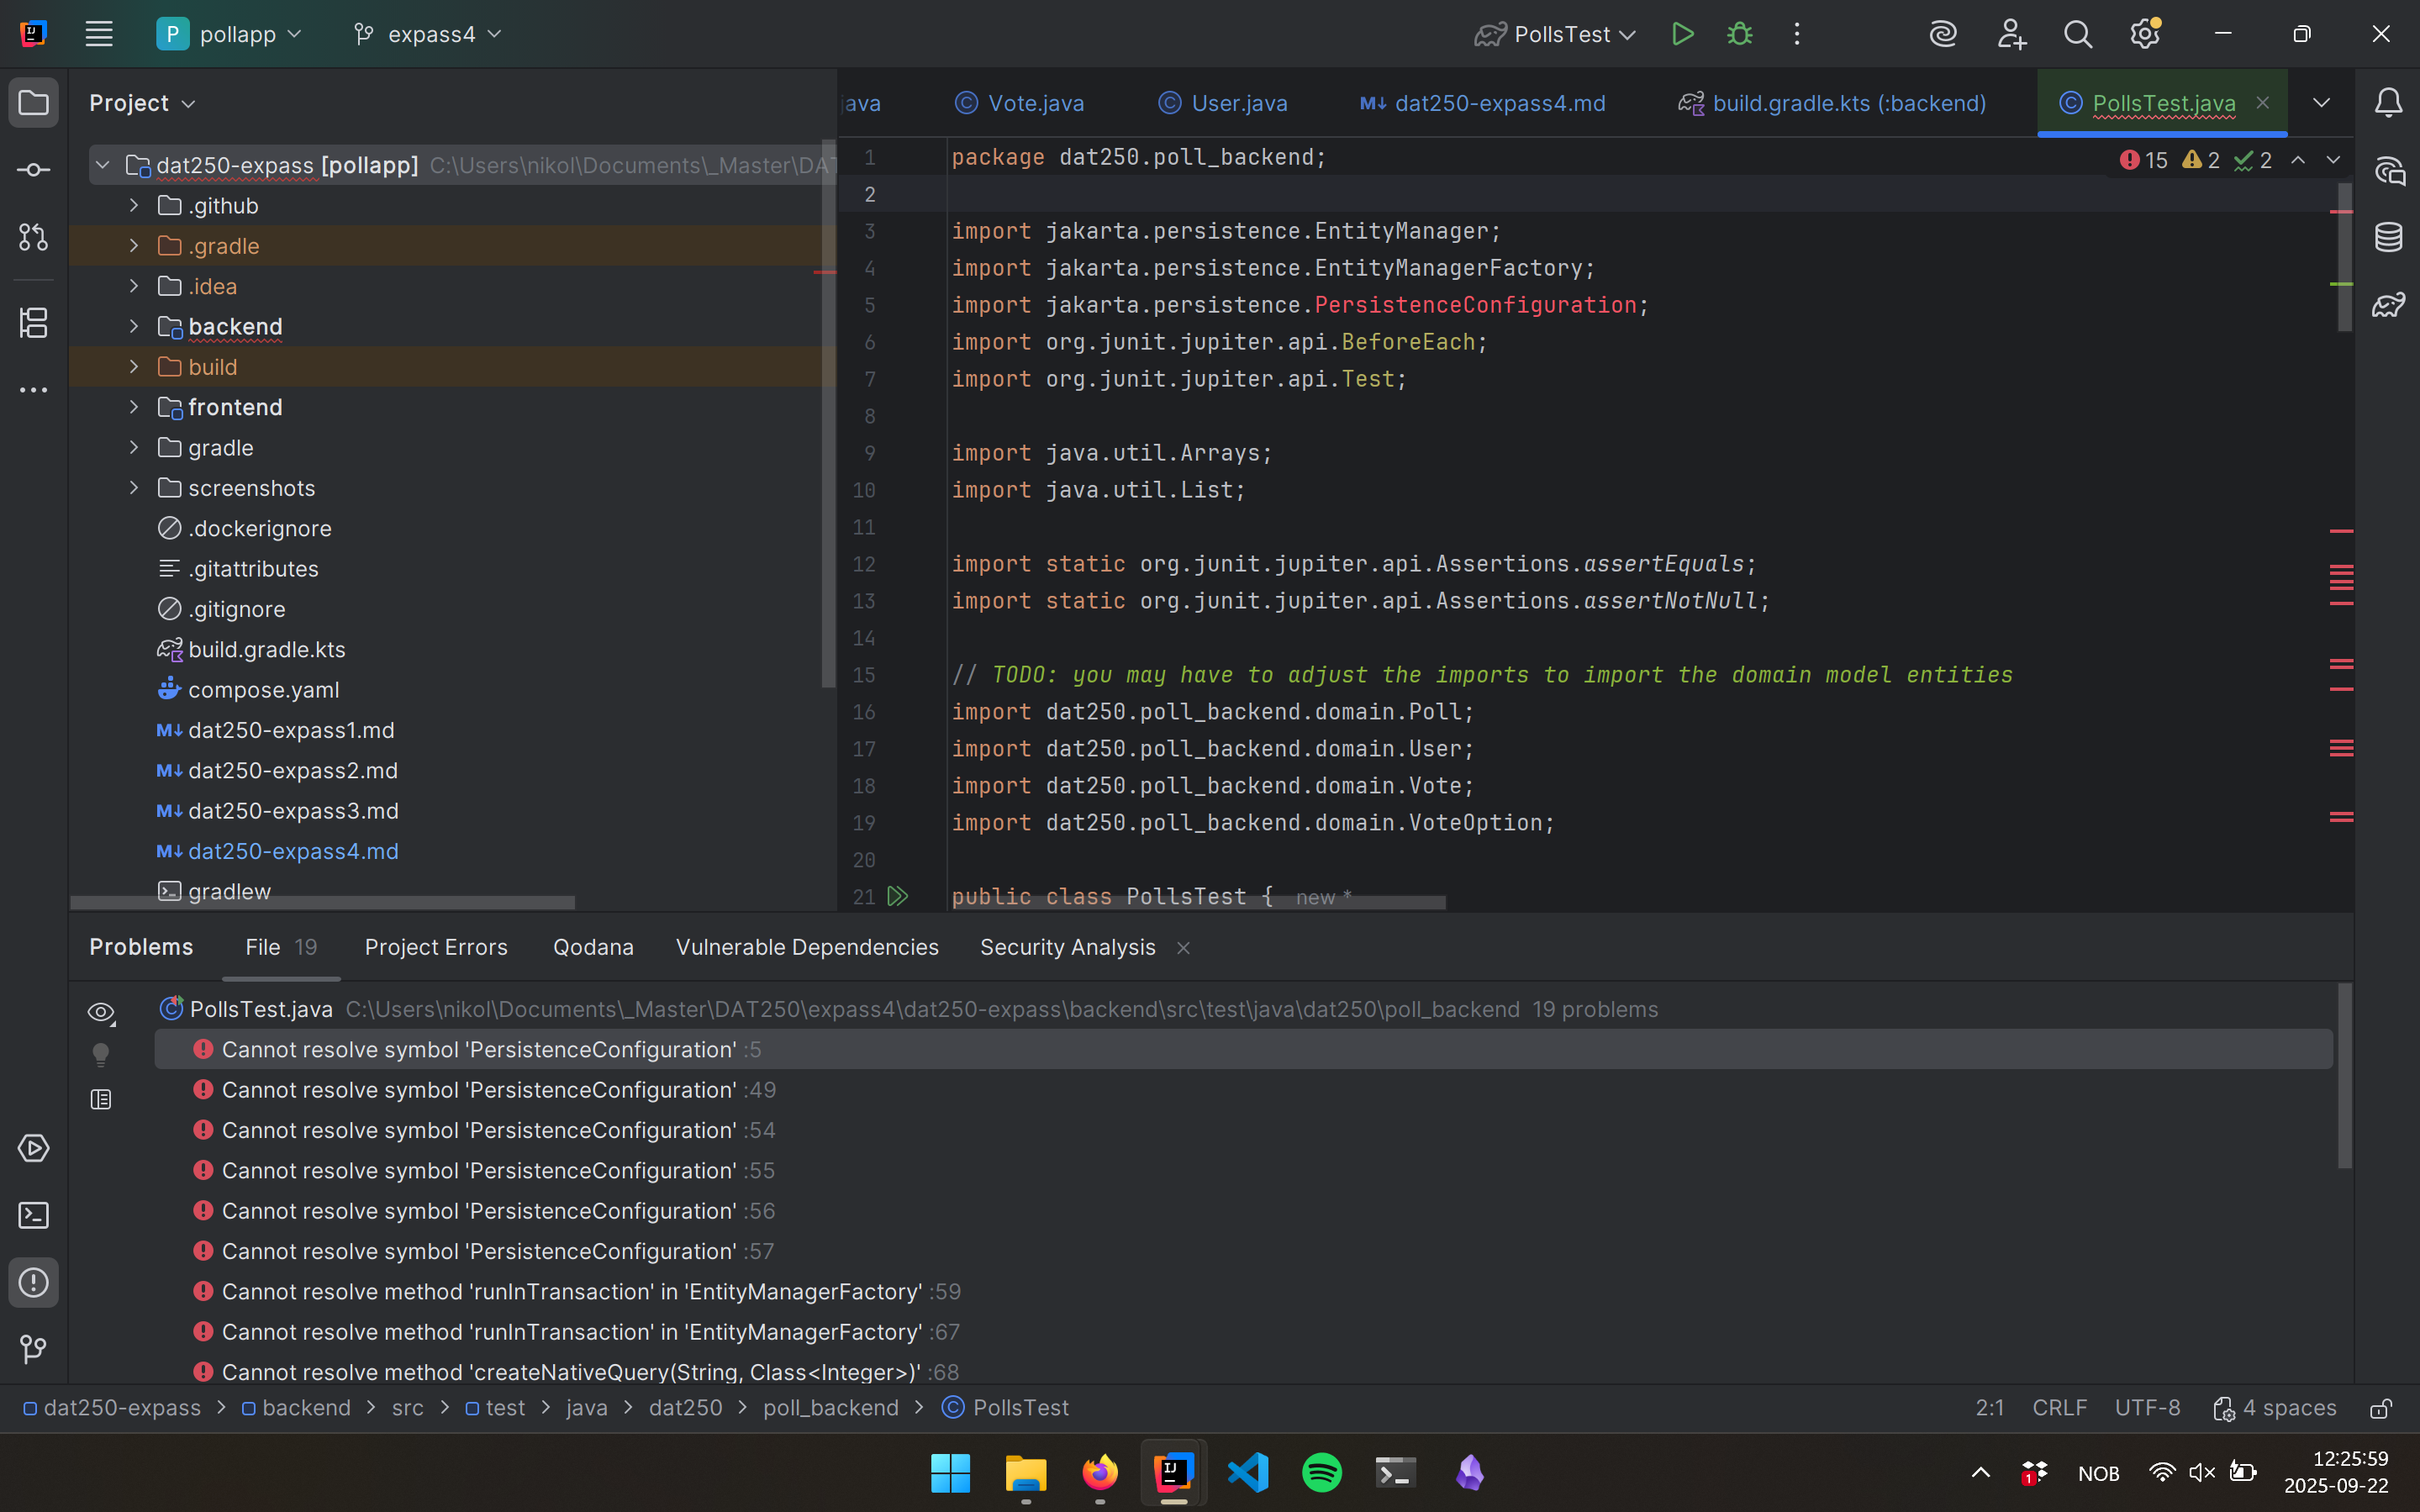 P pollapp expass4 PollsTest
Project
dat250-expass [pollapp] C:\Users\nikol\Documents\_Master\DAT
.github
.gradle
.idea
backend
build
frontend
gradle
screenshots
.dockerignore
.gitattributes
.gitignore
build.gradle.kts
compose.yaml
M↓ dat250-expass1.md
M↓ dat250-expass2.md
M↓ dat250-expass3.md
M↓ dat250-expass4.md
gradlew
java Vote.java User.java M↓ dat250-expass4.md build.gradle.kts (:backend) PollsTest.java
15 2 2
1 package dat250.poll_backend;
2
3 import jakarta.persistence.EntityManager;
4 import jakarta.persistence.EntityManagerFactory;
5 import jakarta.persistence.PersistenceConfiguration;
6 import org.junit.jupiter.api.BeforeEach;
7 import org.junit.jupiter.api.Test;
8
9 import java.util.Arrays;
10 import java.util.List;
11
12 import static org.junit.jupiter.api.Assertions.assertEquals;
13 import static org.junit.jupiter.api.Assertions.assertNotNull;
14
15 // TODO: you may have to adjust the imports to import the domain model entities
16 import dat250.poll_backend.domain.Poll;
17 import dat250.poll_backend.domain.User;
18 import dat250.poll_backend.domain.Vote;
19 import dat250.poll_backend.domain.VoteOption;
20
21 public class PollsTest { new *
Problems File 19 Project Errors Qodana Vulnerable Dependencies Security Analysis
PollsTest.java C:\Users\nikol\Documents\_Master\DAT250\expass4\dat250-expass\backend\src\test\java\dat250\poll_backend 19 problems
Cannot resolve symbol 'PersistenceConfiguration' :5
Cannot resolve symbol 'PersistenceConfiguration' :49
Cannot resolve symbol 'PersistenceConfiguration' :54
Cannot resolve symbol 'PersistenceConfiguration' :55
Cannot resolve symbol 'PersistenceConfiguration' :56
Cannot resolve symbol 'PersistenceConfiguration' :57
Cannot resolve method 'runInTransaction' in 'EntityManagerFactory' :59
Cannot resolve method 'runInTransaction' in 'EntityManagerFactory' :67
Cannot resolve method 'createNativeQuery(String, Class<Integer>)' :68
dat250-expass > backend > src > test > java > dat250 > poll_backend > PollsTest 2:1 CRLF UTF-8 4 spaces
1 NOB 12:25:59
2025-09-22